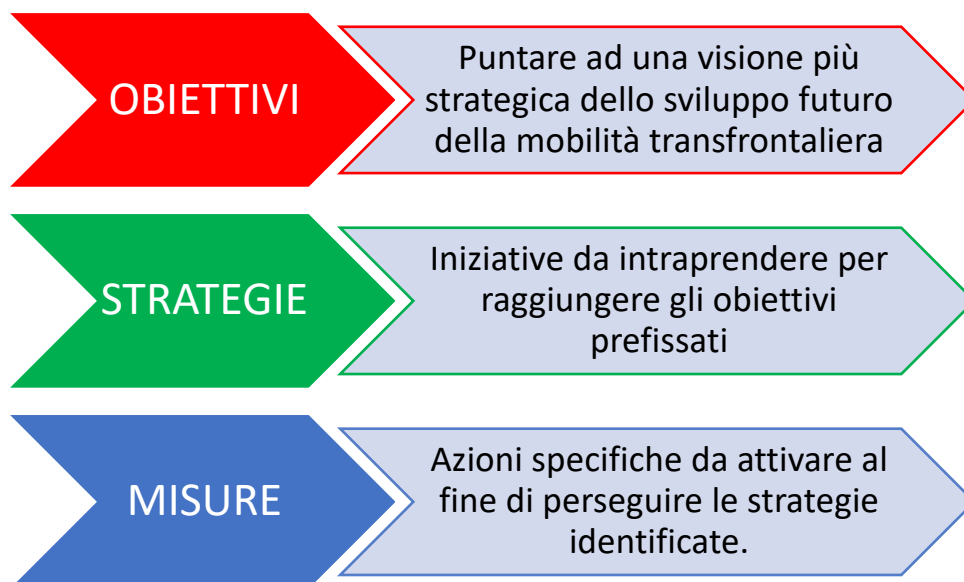 OBIETTIVI
Puntare ad una visione più
strategica dello sviluppo futuro
della mobilità transfrontaliera
STRATEGIE
Iniziative da intraprendere per
raggiungere gli obiettivi
prefissati
MISURE
Azioni specifiche da attivare al
fine di perseguire le strategie
identificate.